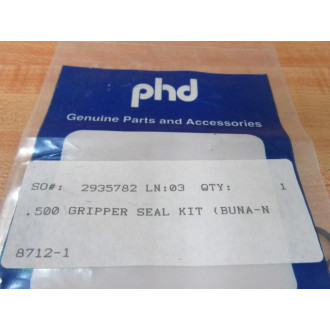 phd
Genuine Parts and Accessories
SO#: 2935782 LN:03 QTY: 1
.500 GRIPPER SEAL KIT (BUNA-N
8712-1